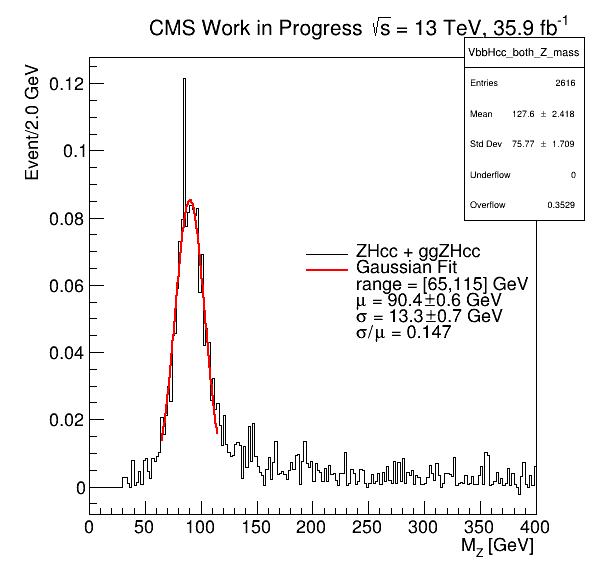 CMS Work in Progress √s = 13 TeV, 35.9 fb⁻¹
VbbHcc_both_Z_mass
Entries 2616
Mean 127.6 ± 2.418
Std Dev 75.77 ± 1.709
Underflow 0
Overflow 0.3529
Event/2.0 GeV
0.12
0.1
0.08
0.06
0.04
0.02
0
ZHcc + ggZHcc
Gaussian Fit
range = [65,115] GeV
μ = 90.4±0.6 GeV
σ = 13.3±0.7 GeV
σ/μ = 0.147
0 50 100 150 200 250 300 350 400
M_Z [GeV]